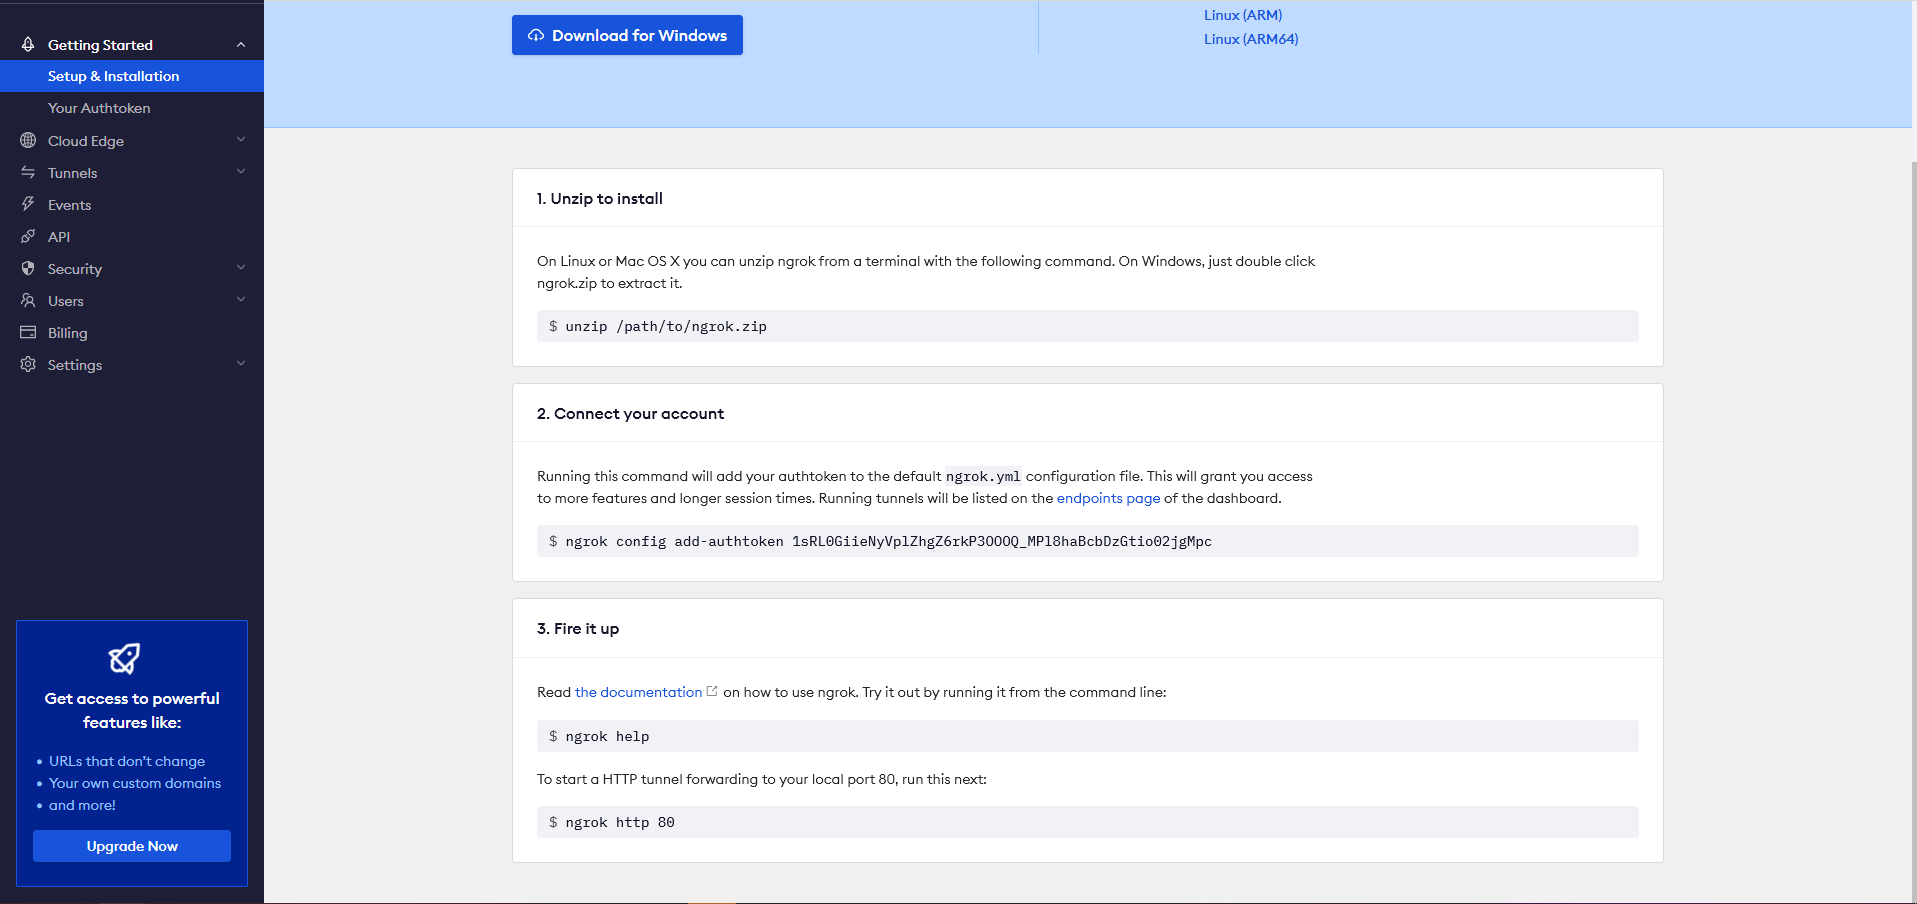 Getting Started
Setup & Installation
Your Authtoken
Cloud Edge
Tunnels
Events
API
Security
Users
Billing
Settings
Get access to powerful
features like:
• URLs that don't change
• Your own custom domains
• and more!
Upgrade Now
Download for Windows
Linux (ARM)
Linux (ARM64)
1. Unzip to install
On Linux or Mac OS X you can unzip ngrok from a terminal with the following command. On Windows, just double click
ngrok.zip to extract it.
$ unzip /path/to/ngrok.zip
2. Connect your account
Running this command will add your authtoken to the default ngrok.yml configuration file. This will grant you access
to more features and longer session times. Running tunnels will be listed on the endpoints page of the dashboard.
$ ngrok config add-authtoken 1sRL0GiieNyVplZhgZ6rkP3OOOQ_MPl8haBcbDzGtio02jgMpc
3. Fire it up
Read the documentation on how to use ngrok. Try it out by running it from the command line:
$ ngrok help
To start a HTTP tunnel forwarding to your local port 80, run this next:
$ ngrok http 80